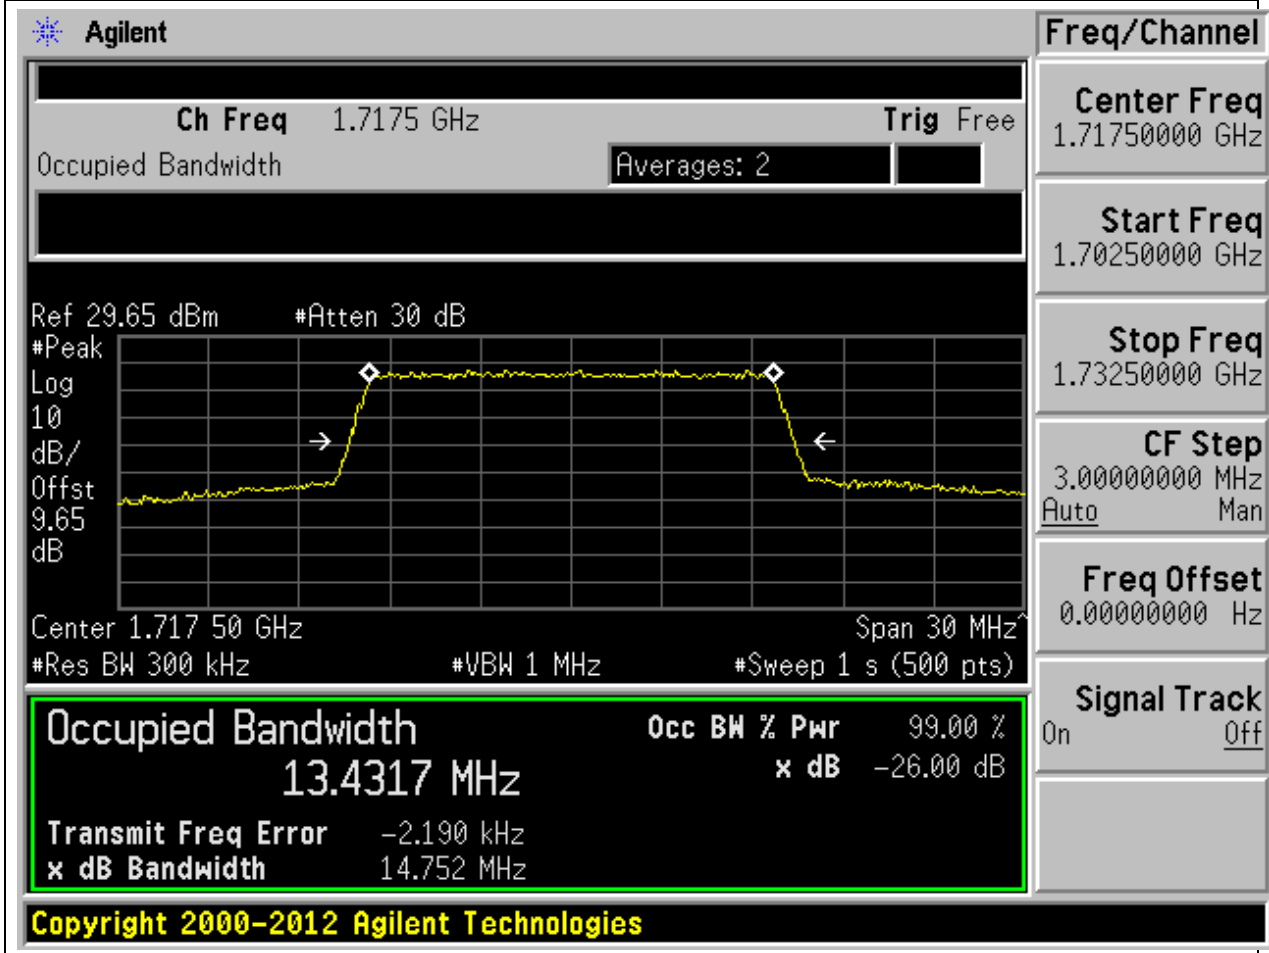 Agilent
Freq/Channel
Ch Freq 1.7175 GHz Trig Free
Occupied Bandwidth Averages: 2
Center Freq
1.71750000 GHz
Start Freq
1.70250000 GHz
Stop Freq
1.73250000 GHz
CF Step
3.00000000 MHz
Auto Man
Freq Offset
0.00000000 Hz
Signal Track
On Off
Ref 29.65 dBm #Atten 30 dB
#Peak
Log
10
dB/
Offst
9.65
dB
Center 1.717 50 GHz Span 30 MHz^
#Res BW 300 kHz #VBW 1 MHz #Sweep 1 s (500 pts)
Occupied Bandwidth Occ BW % Pwr 99.00 %
13.4317 MHz x dB -26.00 dB
Transmit Freq Error -2.190 kHz
x dB Bandwidth 14.752 MHz
Copyright 2000-2012 Agilent Technologies